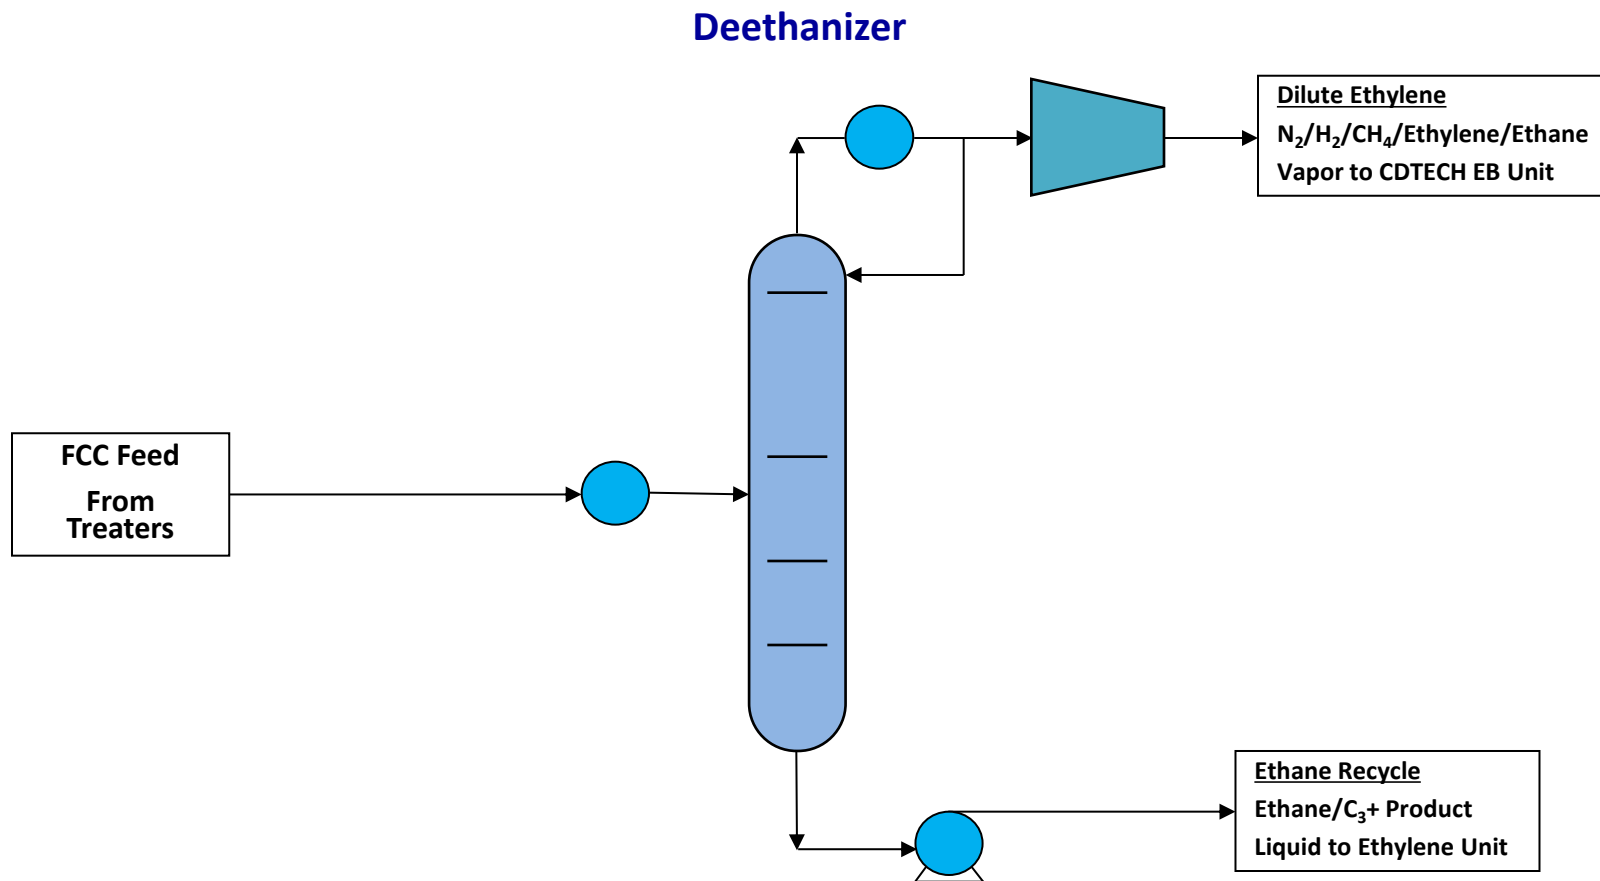 Deethanizer
Dilute Ethylene
N₂/H₂/CH₄/Ethylene/Ethane
Vapor to CDTECH EB Unit
FCC Feed
From
Treaters
Ethane Recycle
Ethane/C₃+ Product
Liquid to Ethylene Unit